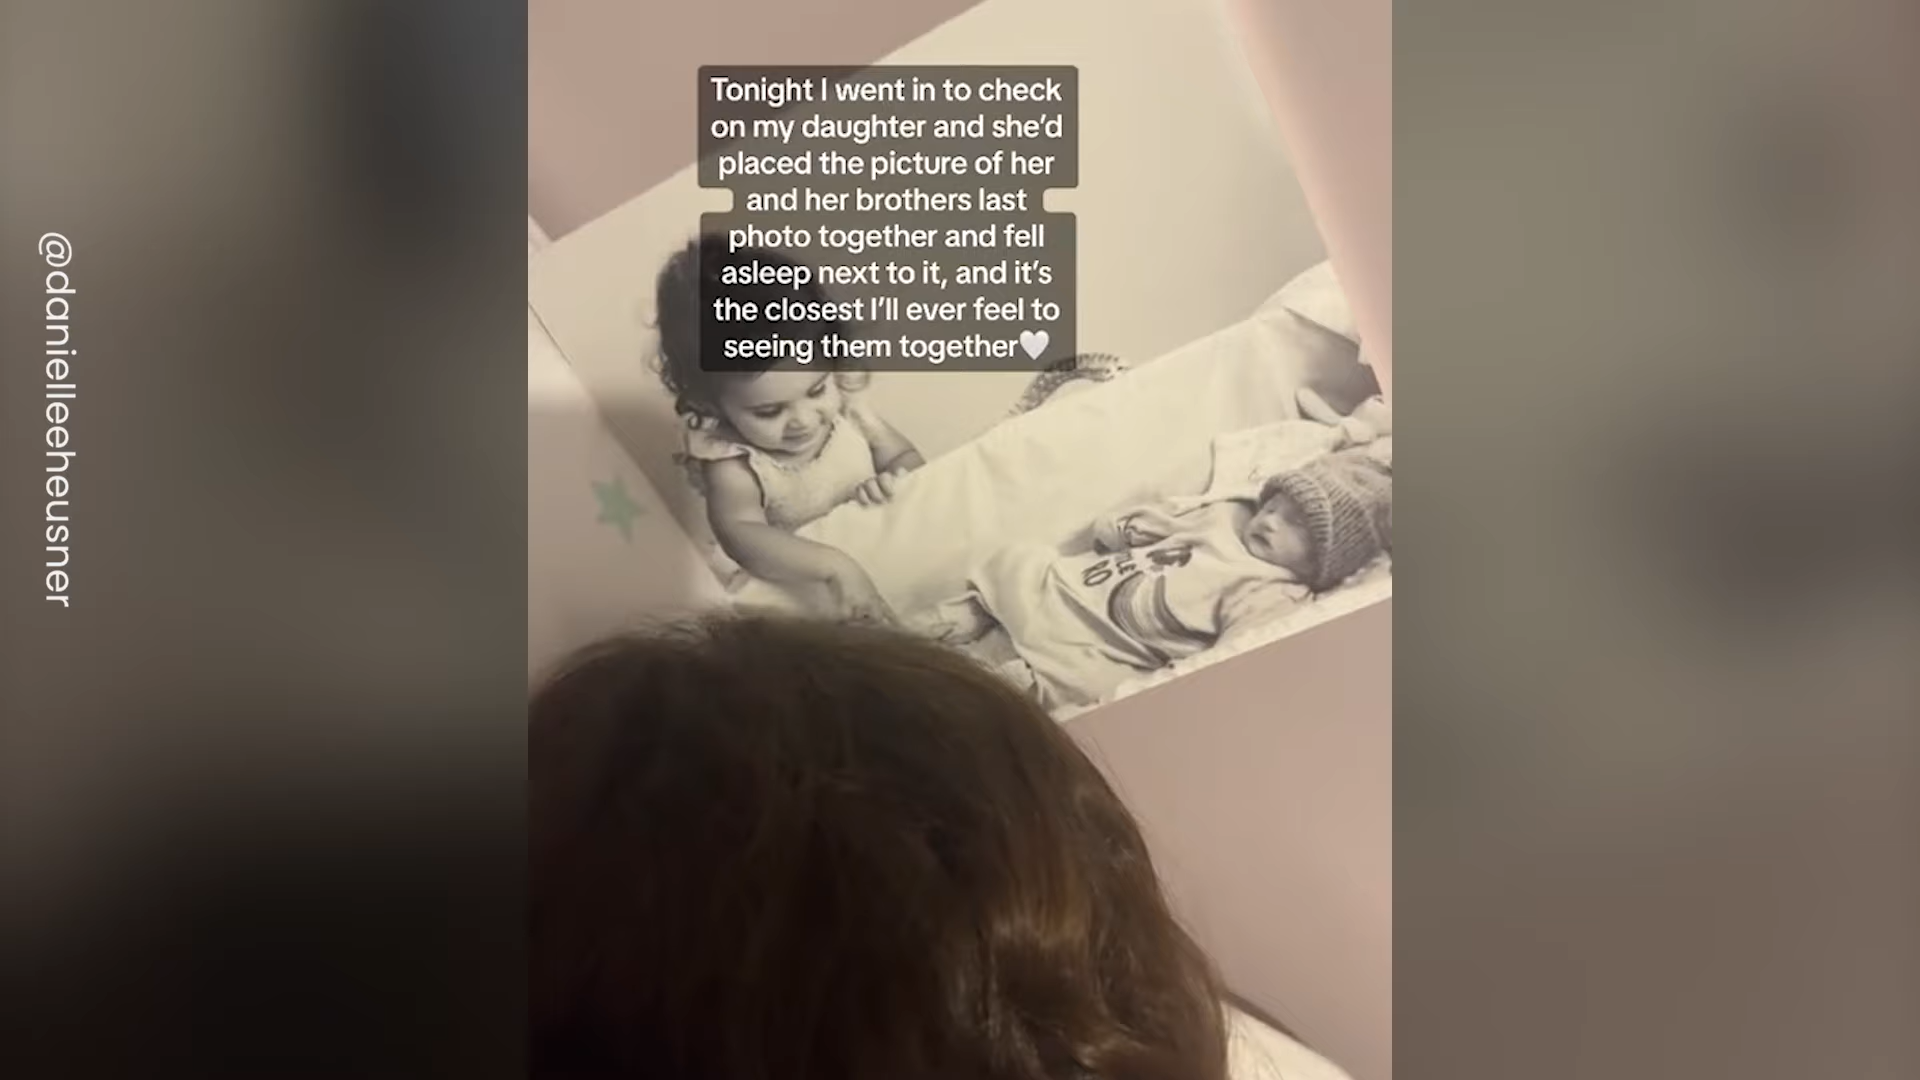 @danielleeheusner
Tonight I went in to check
on my daughter and she’d
placed the picture of her
and her brothers last
photo together and fell
asleep next to it, and it’s
the closest I’ll ever feel to
seeing them together🤍